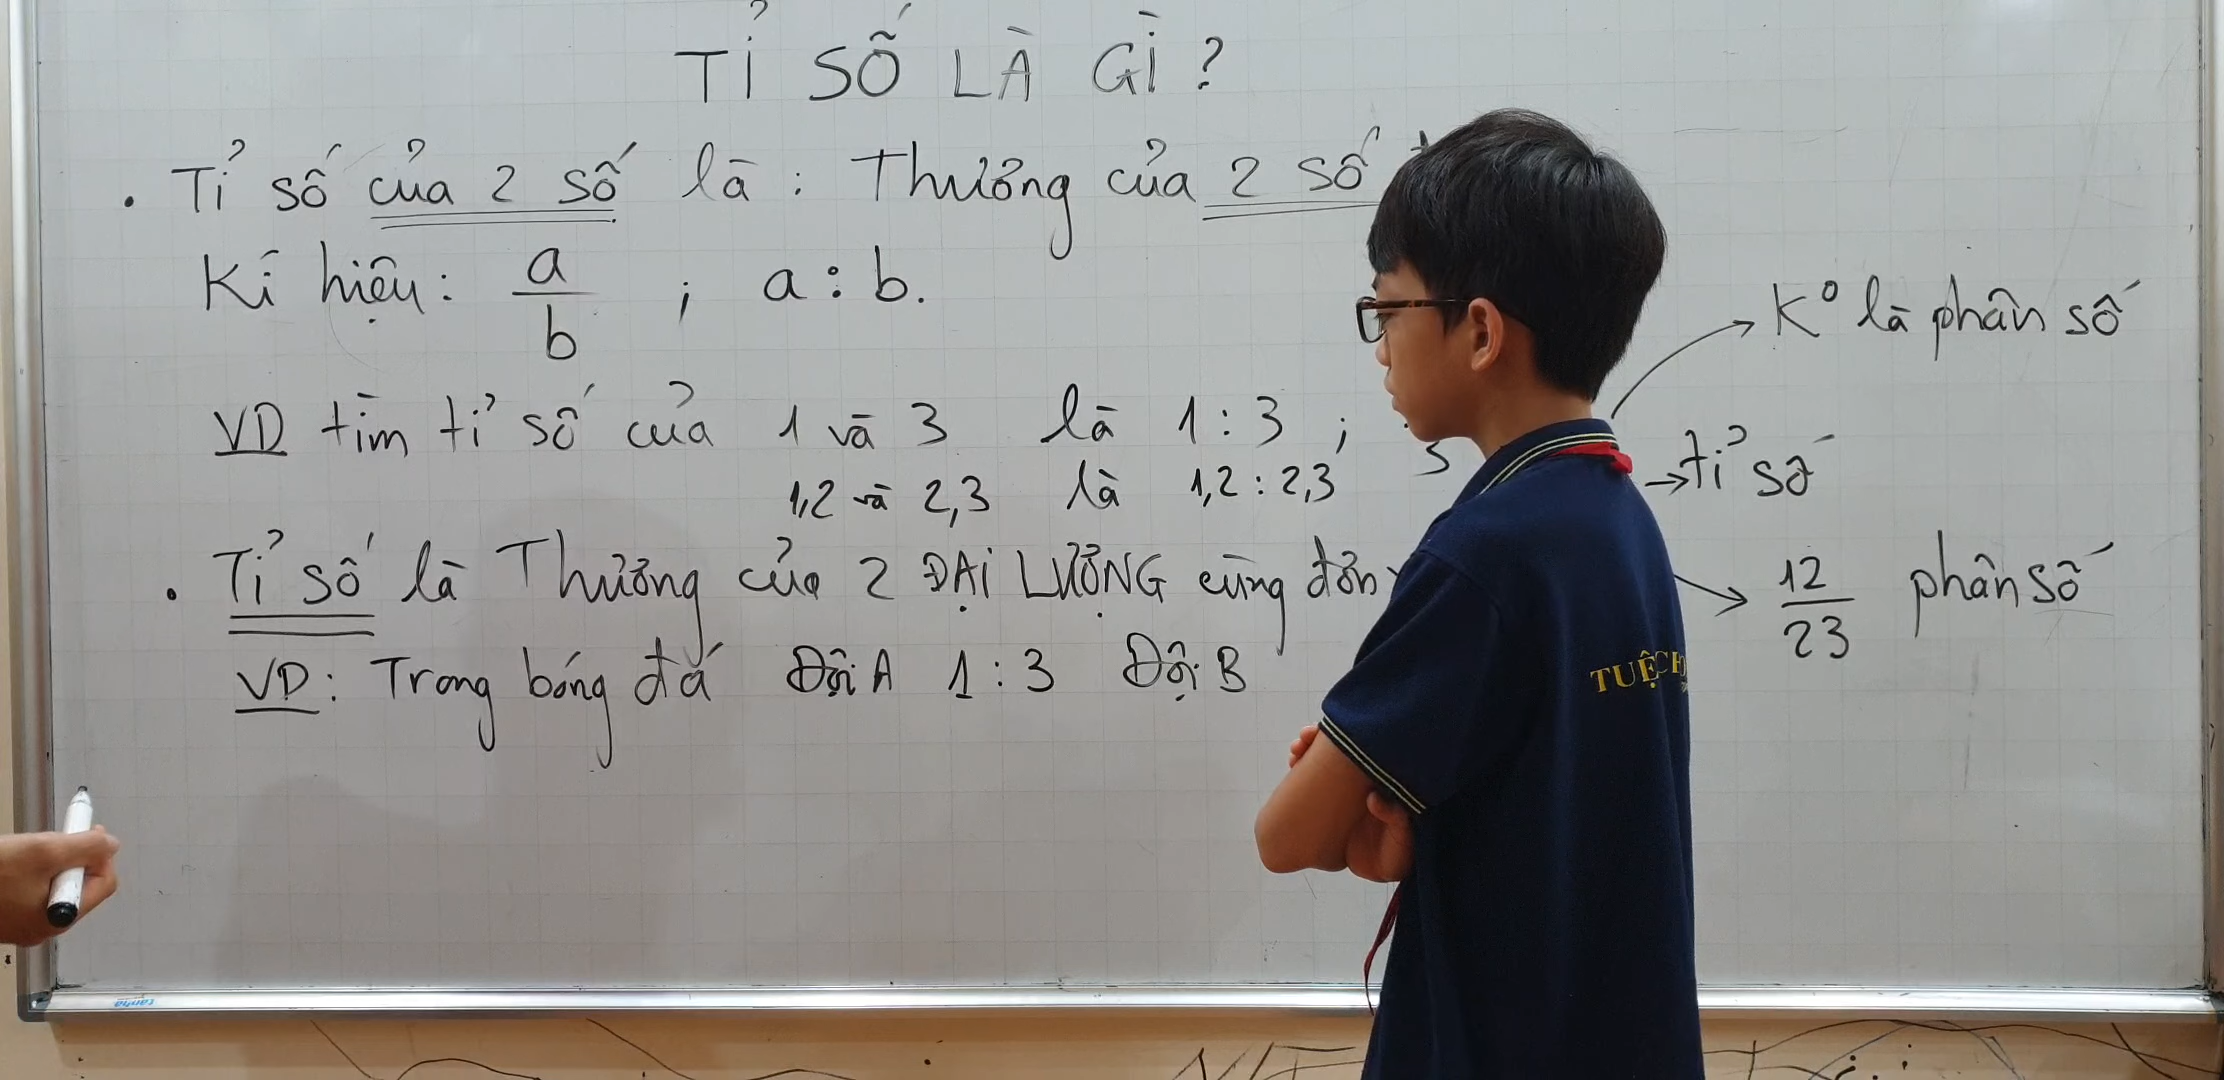 TỈ SỐ LÀ GÌ ?
. Tỉ số của 2 số là : Thương của 2 số
Kí hiệu : a/b ; a : b.
K° là phân số
VD tìm tỉ số của 1 và 3 là 1 : 3 ;
1,2 và 2,3 là 1,2 : 2,3
→ tỉ số
. Tỉ số là Thương của 2 ĐẠI LƯỢNG cùng đơn
12/23 phân số
VD : Trong bóng đá Đội A 1 : 3 Đội B
TUỆ